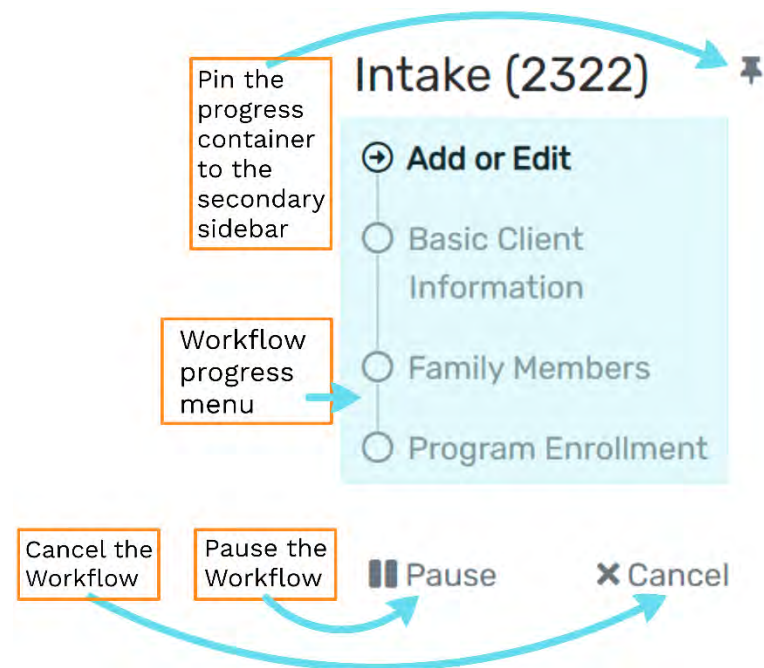 Pin the
progress
container
to the
secondary
sidebar
Intake (2322)
Add or Edit
Basic Client
Information
Workflow
progress
menu
Family Members
Program Enrollment
Cancel the
Workflow
Pause the
Workflow
Pause
Cancel